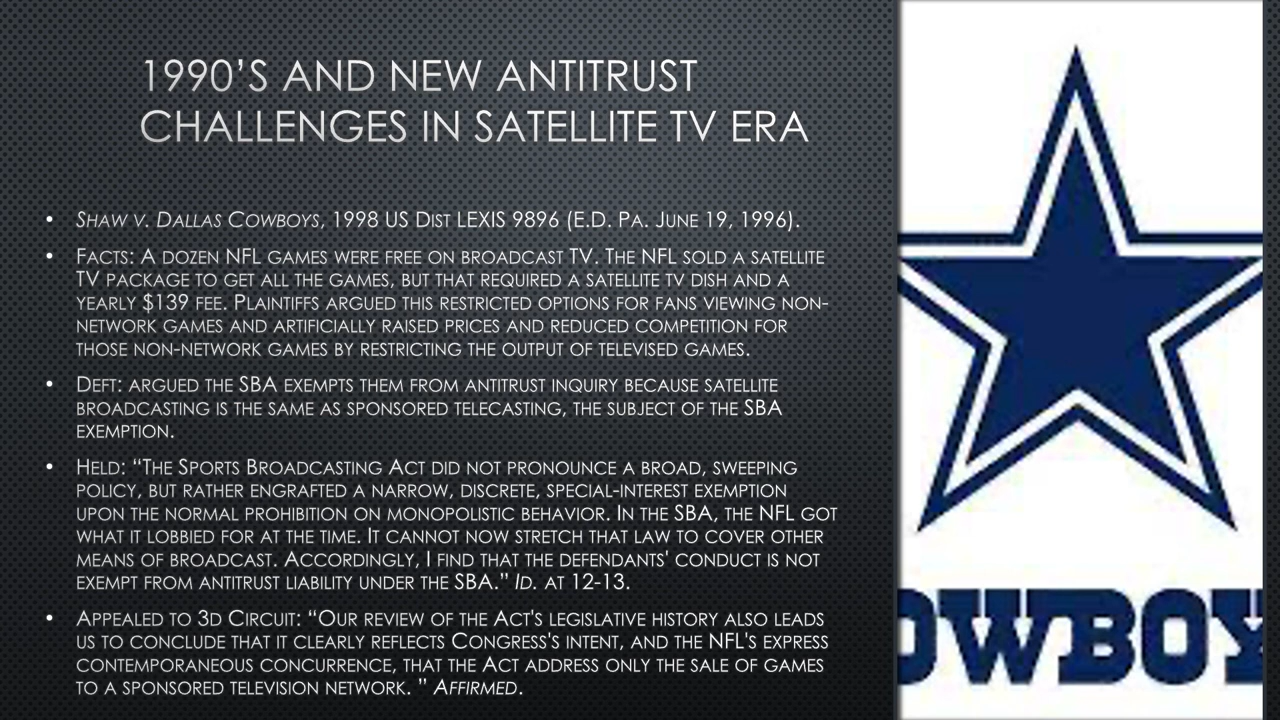 1990'S AND NEW ANTITRUST
CHALLENGES IN SATELLITE TV ERA
• SHAW V. DALLAS COWBOYS, 1998 US DIST LEXIS 9896 (E.D. PA. JUNE 19, 1996).
• FACTS: A DOZEN NFL GAMES WERE FREE ON BROADCAST TV. THE NFL SOLD A SATELLITE
TV PACKAGE TO GET ALL THE GAMES, BUT THAT REQUIRED A SATELLITE TV DISH AND A
YEARLY $139 FEE. PLAINTIFFS ARGUED THIS RESTRICTED OPTIONS FOR FANS VIEWING NON-
NETWORK GAMES AND ARTIFICIALLY RAISED PRICES AND REDUCED COMPETITION FOR
THOSE NON-NETWORK GAMES BY RESTRICTING THE OUTPUT OF TELEVISED GAMES.
• DEFT: ARGUED THE SBA EXEMPTS THEM FROM ANTITRUST INQUIRY BECAUSE SATELLITE
BROADCASTING IS THE SAME AS SPONSORED TELECASTING, THE SUBJECT OF THE SBA
EXEMPTION.
• HELD: "THE SPORTS BROADCASTING ACT DID NOT PRONOUNCE A BROAD, SWEEPING
POLICY, BUT RATHER ENGRAFTED A NARROW, DISCRETE, SPECIAL-INTEREST EXEMPTION
UPON THE NORMAL PROHIBITION ON MONOPOLISTIC BEHAVIOR. IN THE SBA, THE NFL GOT
WHAT IT LOBBIED FOR AT THE TIME. IT CANNOT NOW STRETCH THAT LAW TO COVER OTHER
MEANS OF BROADCAST. ACCORDINGLY, I FIND THAT THE DEFENDANTS' CONDUCT IS NOT
EXEMPT FROM ANTITRUST LIABILITY UNDER THE SBA." ID. AT 12-13.
• APPEALED TO 3D CIRCUIT: "OUR REVIEW OF THE ACT'S LEGISLATIVE HISTORY ALSO LEADS
US TO CONCLUDE THAT IT CLEARLY REFLECTS CONGRESS'S INTENT, AND THE NFL'S EXPRESS
CONTEMPORANEOUS CONCURRENCE, THAT THE ACT ADDRESS ONLY THE SALE OF GAMES
TO A SPONSORED TELEVISION NETWORK. " AFFIRMED.
OWBOY